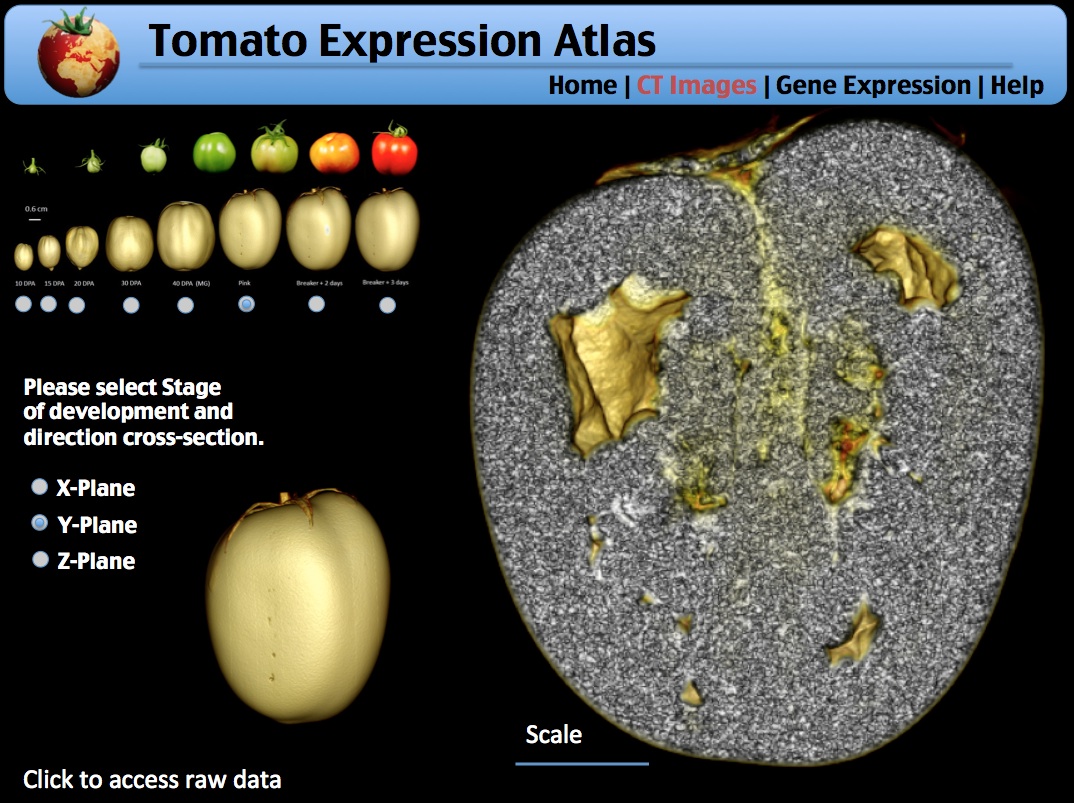 Tomato Expression Atlas
Home | CT Images | Gene Expression | Help
0.6 cm
10 DPA 15 DPA 20 DPA 30 DPA 40 DPA (MG) Pink Breaker + 2 days Breaker + 3 days
Please select Stage
of development and
direction cross-section.
X-Plane
Y-Plane
Z-Plane
Scale
Click to access raw data